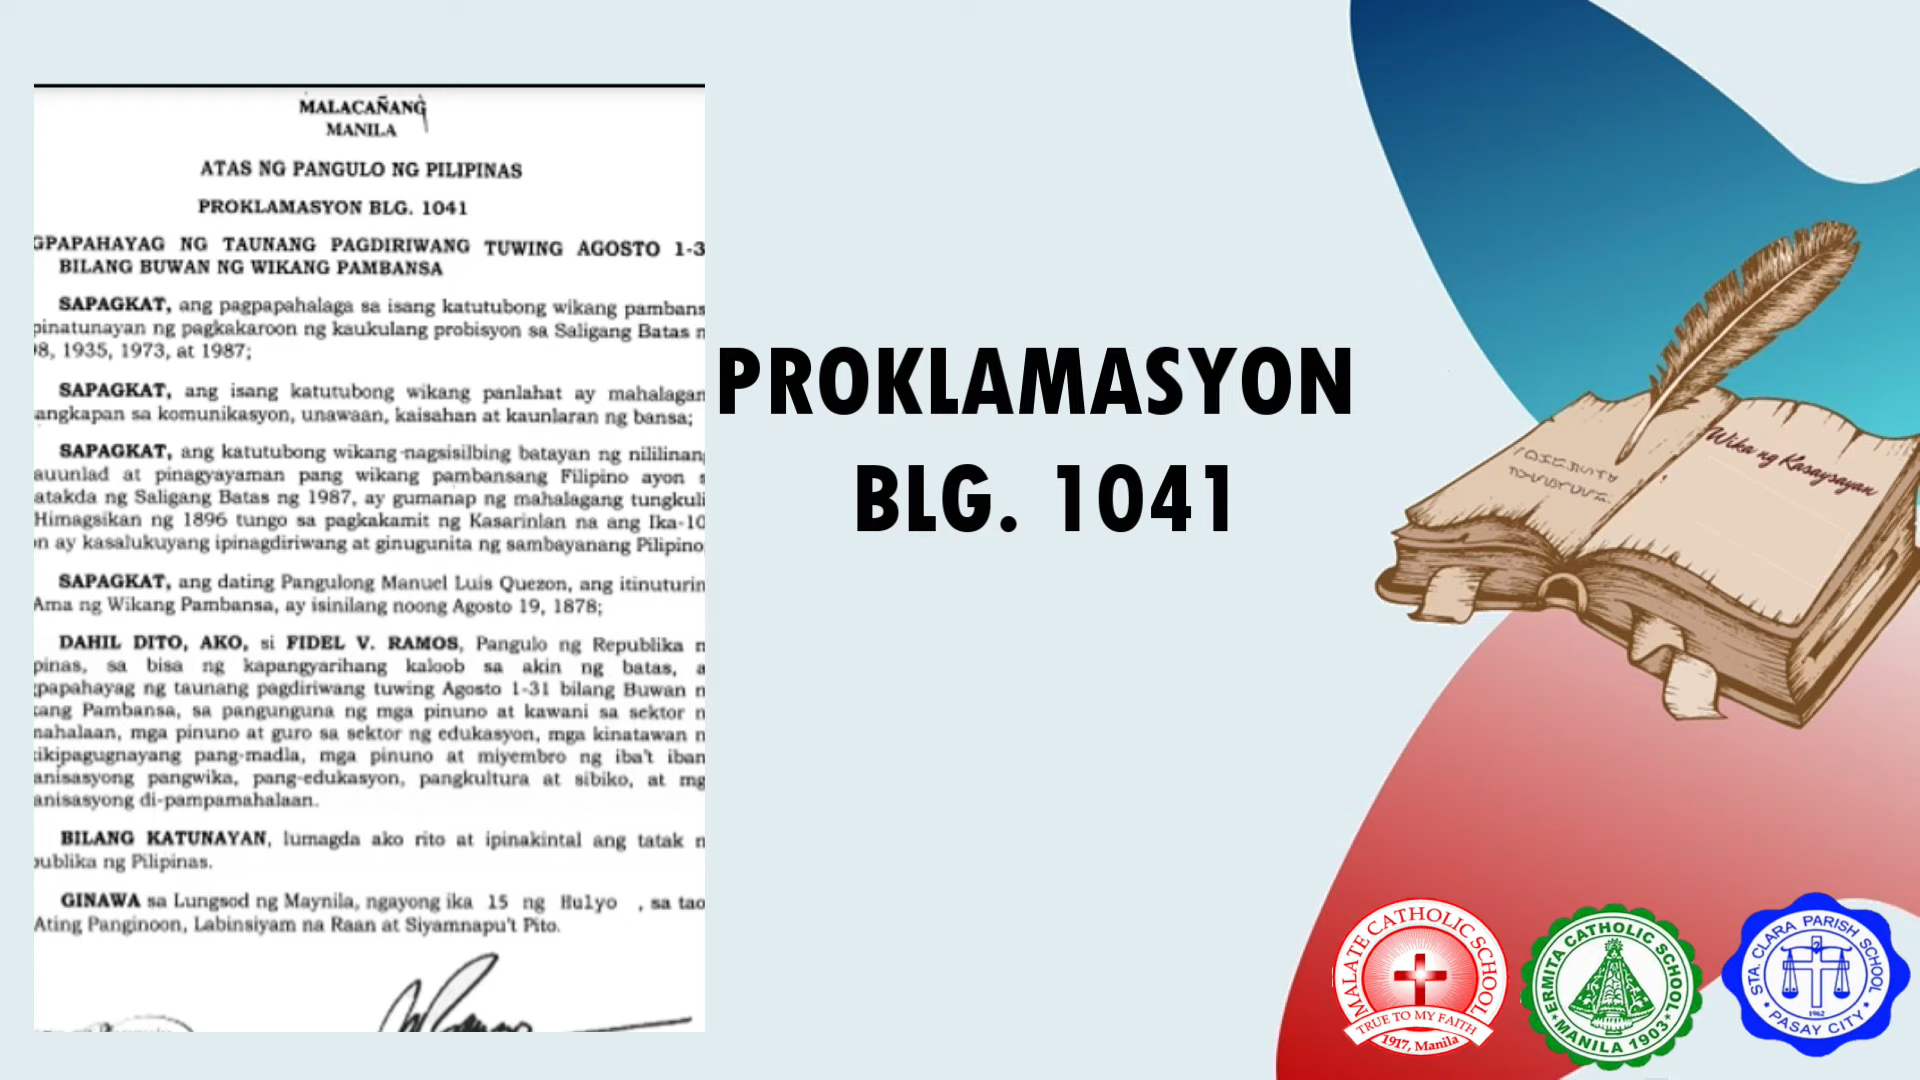 MALACAÑANG
MANILA
ATAS NG PANGULO NG PILIPINAS
PROKLAMASYON BLG. 1041
GPAPAHAYAG NG TAUNANG PAGDIRIWANG TUWING AGOSTO 1-3
BILANG BUWAN NG WIKANG PAMBANSA
SAPAGKAT, ang pagpapahalaga sa isang katutubong wikang pambans
pinatunayan ng pagkakaroon ng kaukulang probisyon sa Saligang Batas n
98, 1935, 1973, at 1987;
SAPAGKAT, ang isang katutubong wikang panlahat ay mahalagan
angkapan sa komunikasyon, unawaan, kaisahan at kaunlaran ng bansa;
SAPAGKAT, ang katutubong wikang nagsisilbing batayan ng nililinan
auunlad at pinagyayaman pang wikang pambansang Filipino ayon s
atakda ng Saligang Batas ng 1987, ay gumanap ng mahalagang tungkuli
Himagsikan ng 1896 tungo sa pagkakamit ng Kasarinlan na ang Ika-10
n ay kasalukuyang ipinagdiriwang at ginugunita ng sambayanang Pilipino
SAPAGKAT, ang dating Pangulong Manuel Luis Quezon, ang itinuturin
Ama ng Wikang Pambansa, ay isinilang noong Agosto 19, 1878;
DAHIL DITO, AKO, si FIDEL V. RAMOS, Pangulo ng Republika n
pinas, sa bisa ng kapangyarihang kaloob sa akin ng batas, a
gpapahayag ng taunang pagdiriwang tuwing Agosto 1-31 bilang Buwan n
kang Pambansa, sa pangunguna ng mga pinuno at kawani sa sektor n
mahalaan, mga pinuno at guro sa sektor ng edukasyon, mga kinatawan n
ikipagugnayang pang-madla, mga pinuno at miyembro ng iba't iban
anisasyong pangwika, pang-edukasyon, pangkultura at sibiko, at mg
anisasyong di-pampamahalaan.
BILANG KATUNAYAN, lumagda ako rito at ipinakintal ang tatak n
publika ng Pilipinas.
GINAWA sa Lungsod ng Maynila, ngayong ika 15 ng Hulyo , sa tao
Ating Panginoon, Labinsiyam na Raan at Siyamnapu't Pito.
PROKLAMASYON
BLG. 1041
Wika ng Kasaysayan
MALATE CATHOLIC SCHOOL
TRUE TO MY FAITH
1917, Manila
ERMITA CATHOLIC SCHOOL
MANILA 1903
STA. CLARA PARISH SCHOOL
1962
PASAY CITY